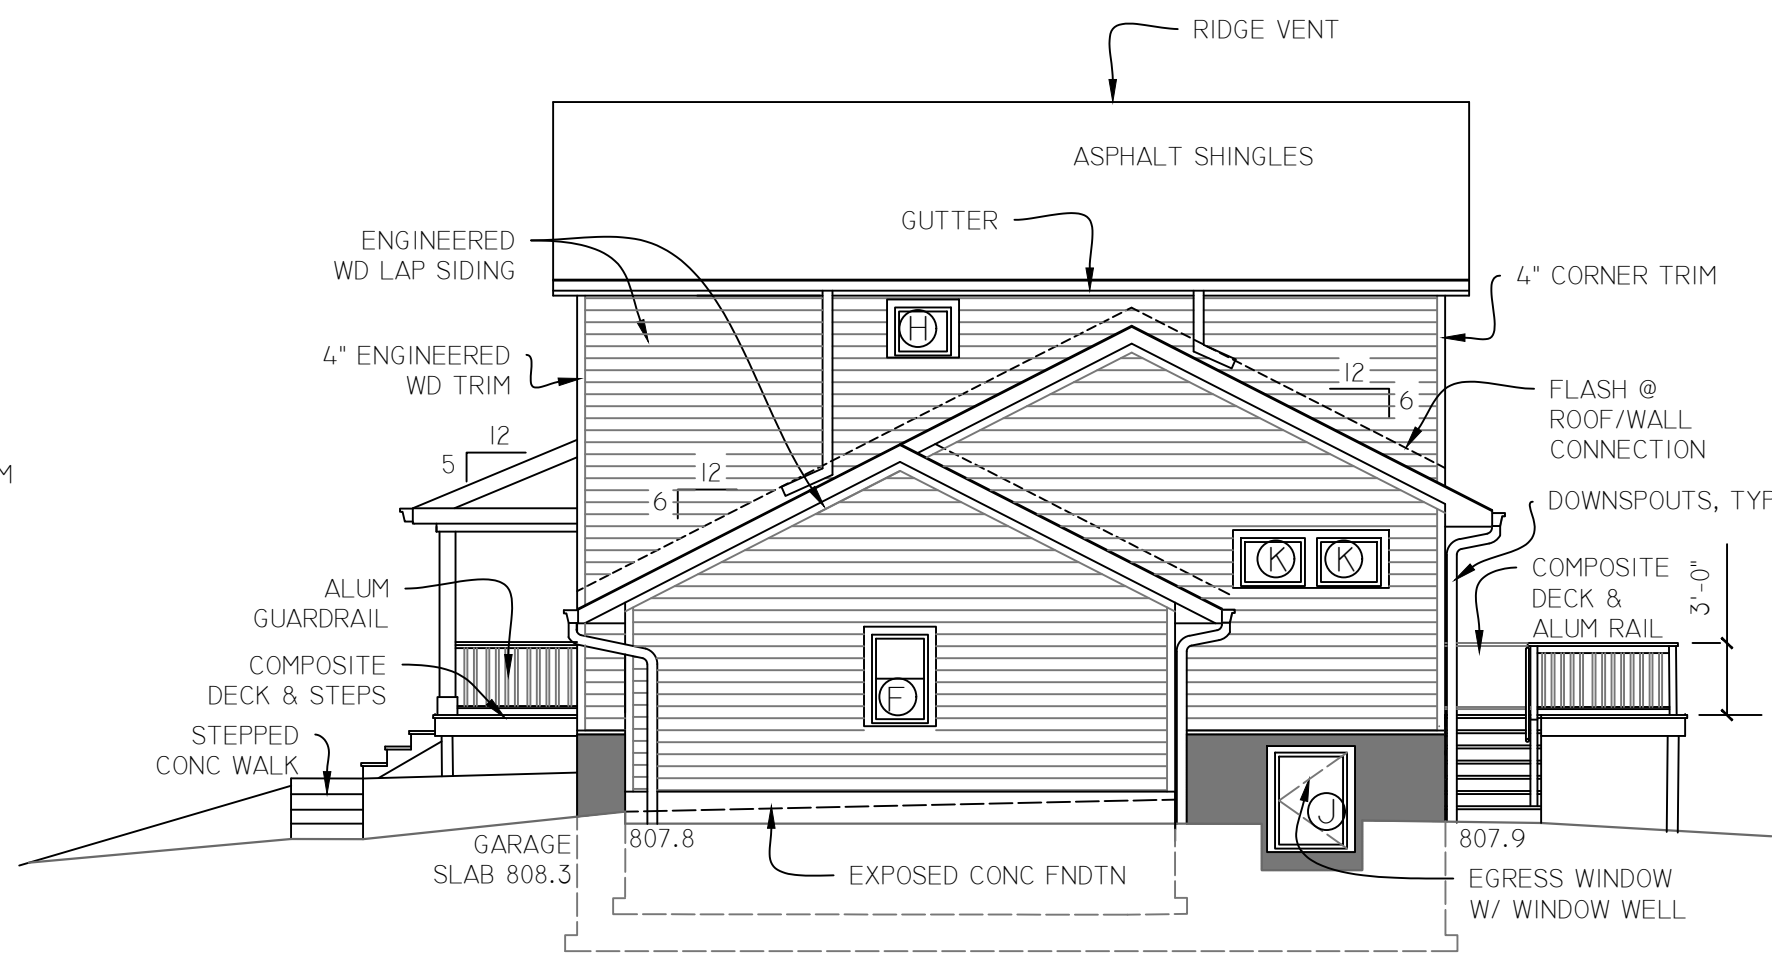 RIDGE VENT
ASPHALT SHINGLES
GUTTER
ENGINEERED
WD LAP SIDING
4" CORNER TRIM
H
4" ENGINEERED
WD TRIM
12
6
FLASH @
ROOF/WALL
CONNECTION
12
5
M
12
6
DOWNSPOUTS, TYP
K
K
COMPOSITE
DECK &
ALUM RAIL
3'-0"
ALUM
GUARDRAIL
COMPOSITE
DECK & STEPS
F
STEPPED
CONC WALK
J
GARAGE
SLAB 808.3
807.8
807.9
EXPOSED CONC FNDTN
EGRESS WINDOW
W/ WINDOW WELL